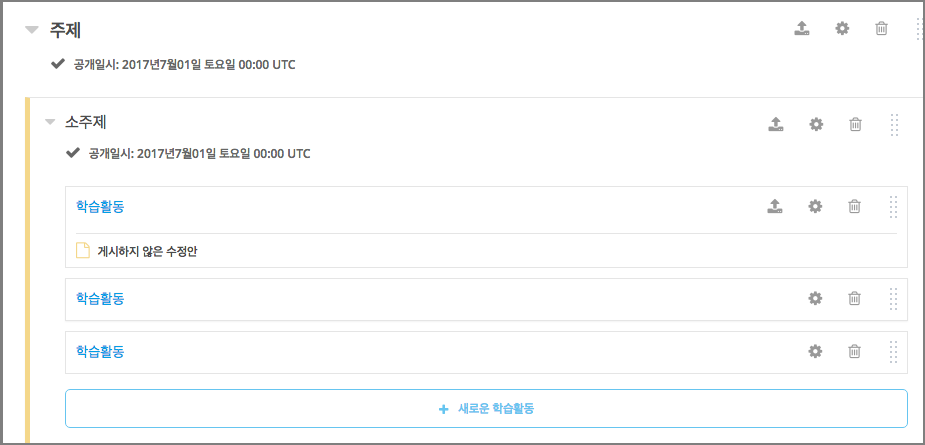 주제
공개일시: 2017년7월01일 토요일 00:00 UTC
소주제
공개일시: 2017년7월01일 토요일 00:00 UTC
학습활동
게시하지 않은 수정안
학습활동
학습활동
+ 새로운 학습활동